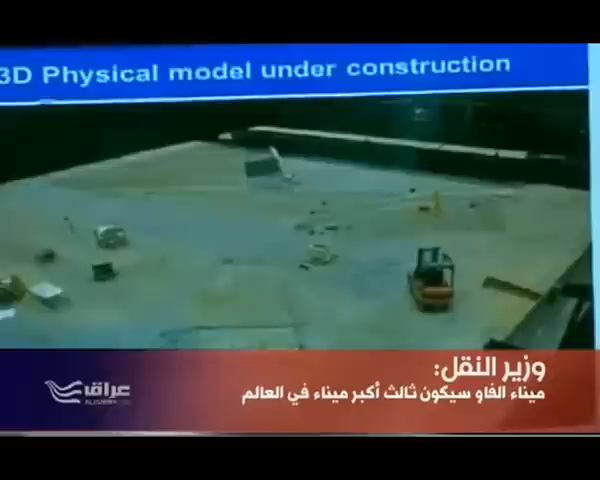 3D Physical model under construction
وزير النقل:
ميناء الفاو سيكون ثالث أكبر ميناء في العالم
عراق